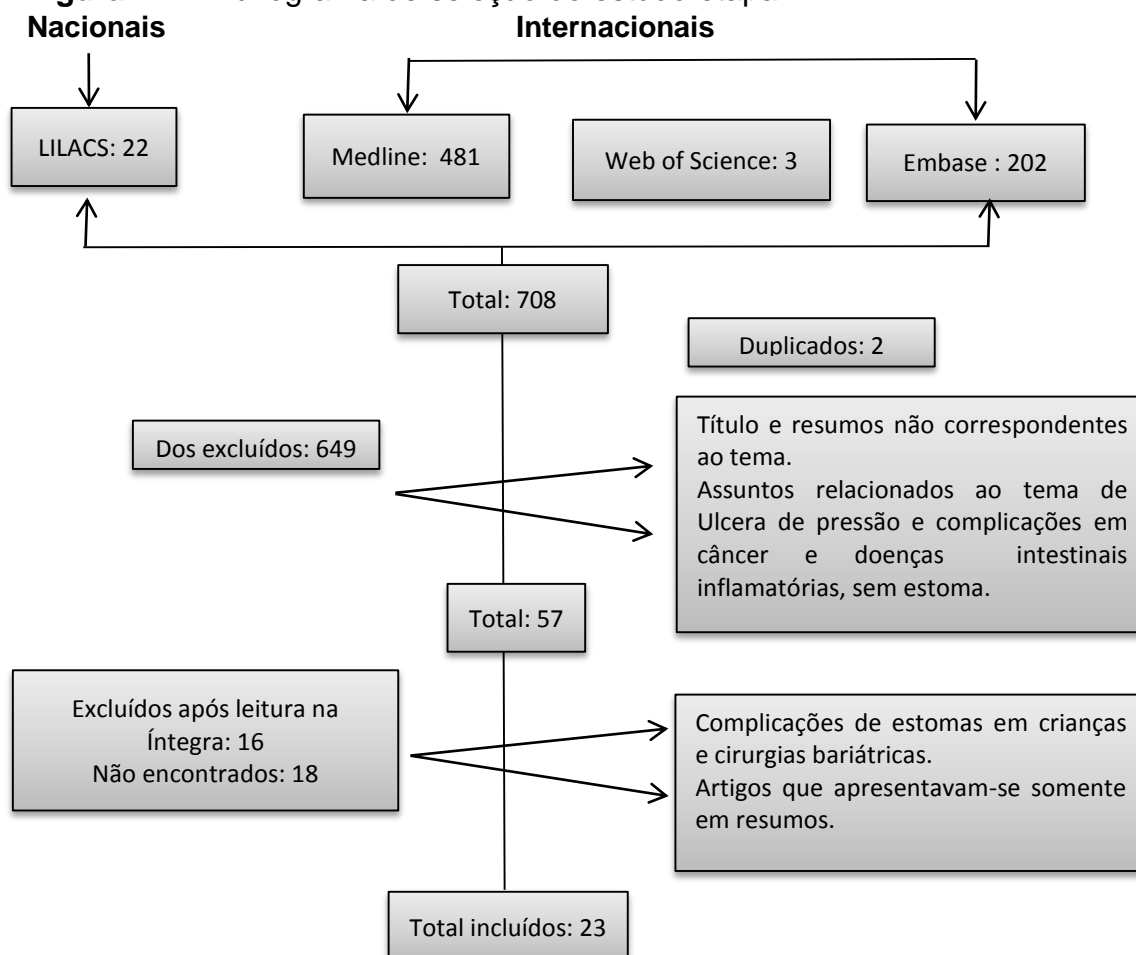 Nacionais
Internacionais
LILACS: 22
Medline: 481
Web of Science: 3
Embase : 202
Total: 708
Duplicados: 2
Dos excluídos: 649
Título e resumos não correspondentes
ao tema.
Assuntos relacionados ao tema de
Ulcera de pressão e complicações em
câncer e doenças intestinais
inflamatórias, sem estoma.
Total: 57
Excluídos após leitura na
Íntegra: 16
Não encontrados: 18
Complicações de estomas em crianças
e cirurgias bariátricas.
Artigos que apresentavam-se somente
em resumos.
Total incluídos: 23